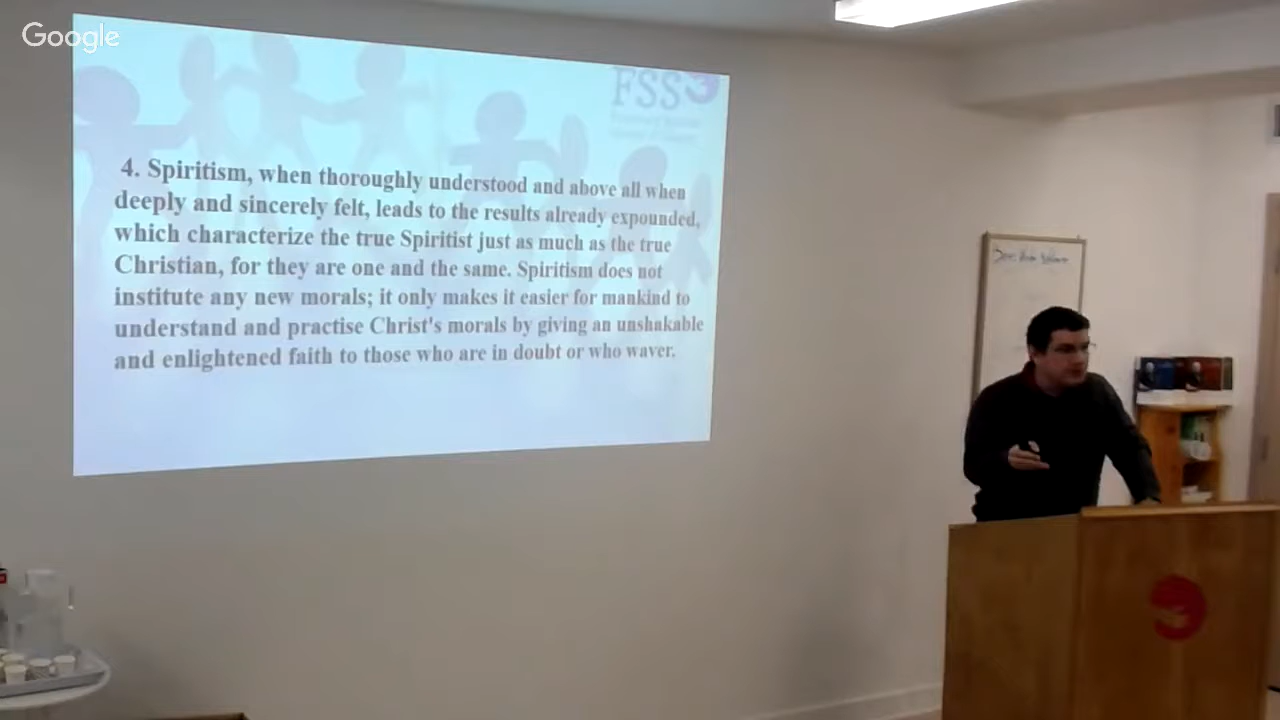 Google
FSS
4. Spiritism, when thoroughly understood and above all when
deeply and sincerely felt, leads to the results already expounded,
which characterize the true Spiritist just as much as the true
Christian, for they are one and the same. Spiritism does not
institute any new morals; it only makes it easier for mankind to
understand and practise Christ's morals by giving an unshakable
and enlightened faith to those who are in doubt or who waver.